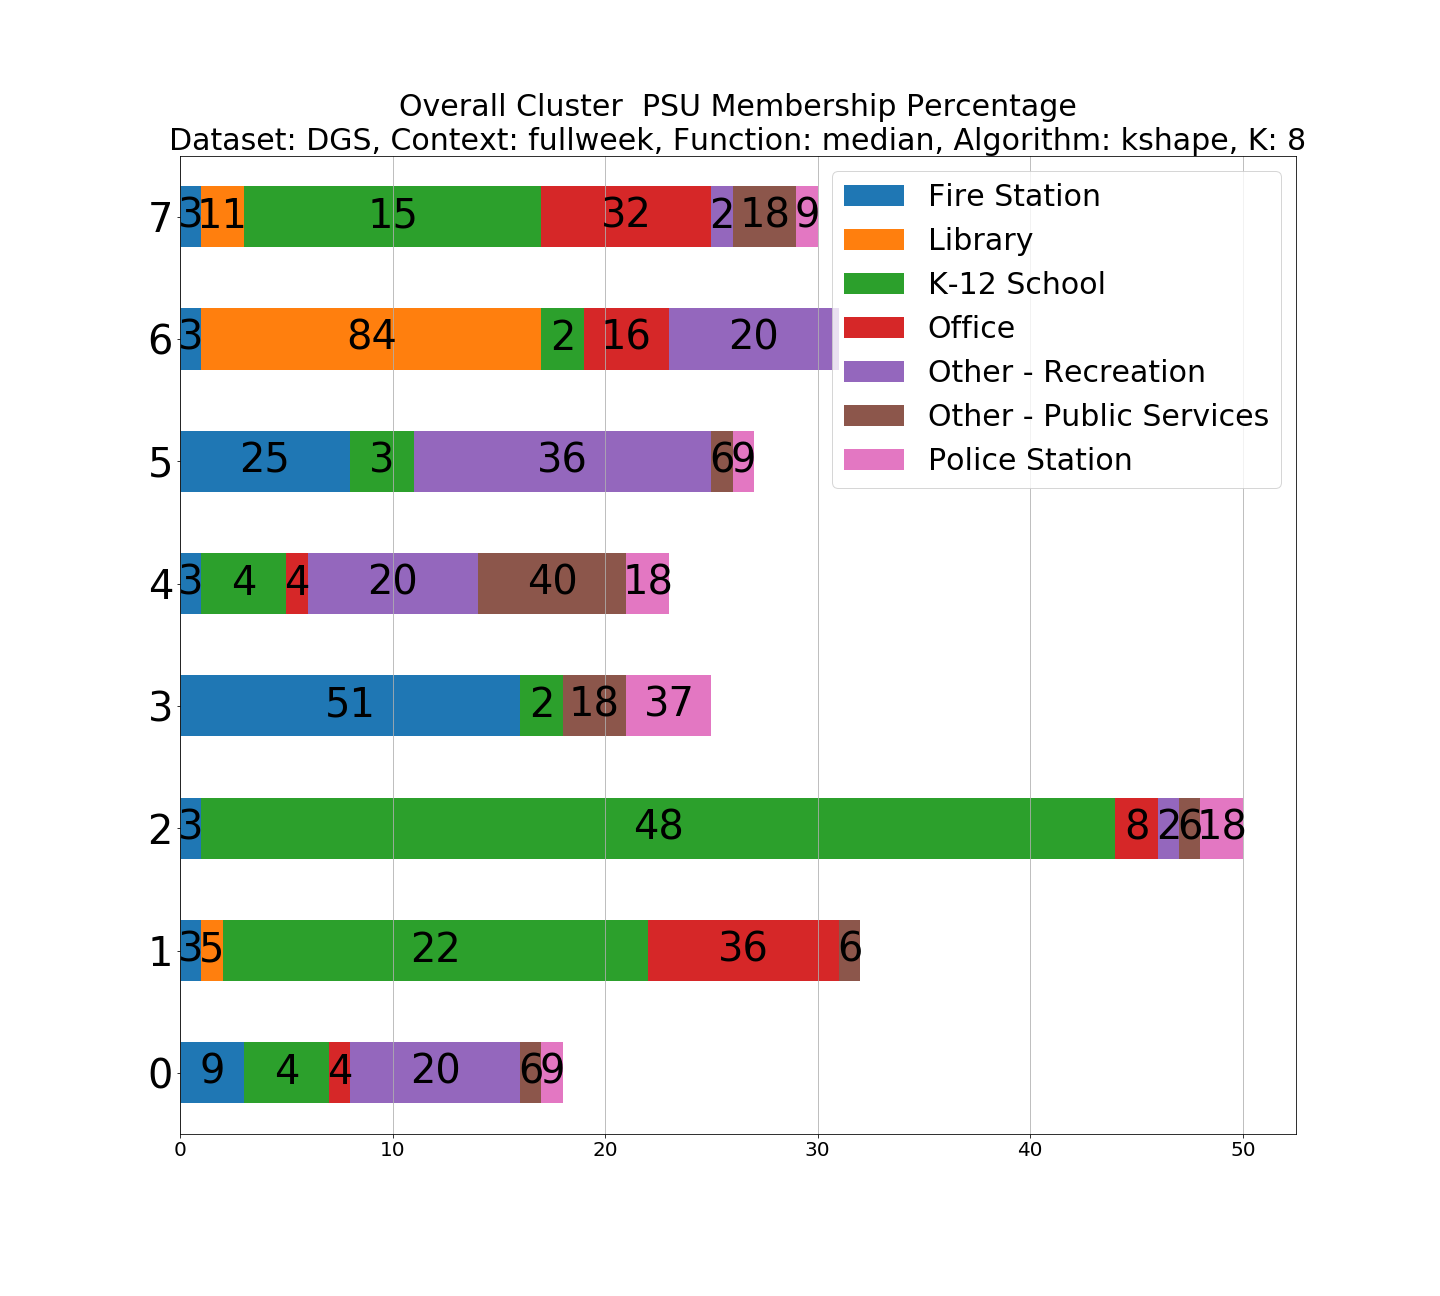 Overall Cluster  PSU Membership Percentage
Dataset: DGS, Context: fullweek, Function: median, Algorithm: kshape, K: 8
7 3 11 15 32 2 18 9
6 3 84 2 16 20
5 25 3 36 6 9
4 3 4 4 20 40 18
3 51 2 18 37
2 3 48 8 2 6 18
1 3 5 22 36 6
0 9 4 4 20 6 9
0 10 20 30 40 50
Fire Station
Library
K-12 School
Office
Other - Recreation
Other - Public Services
Police Station